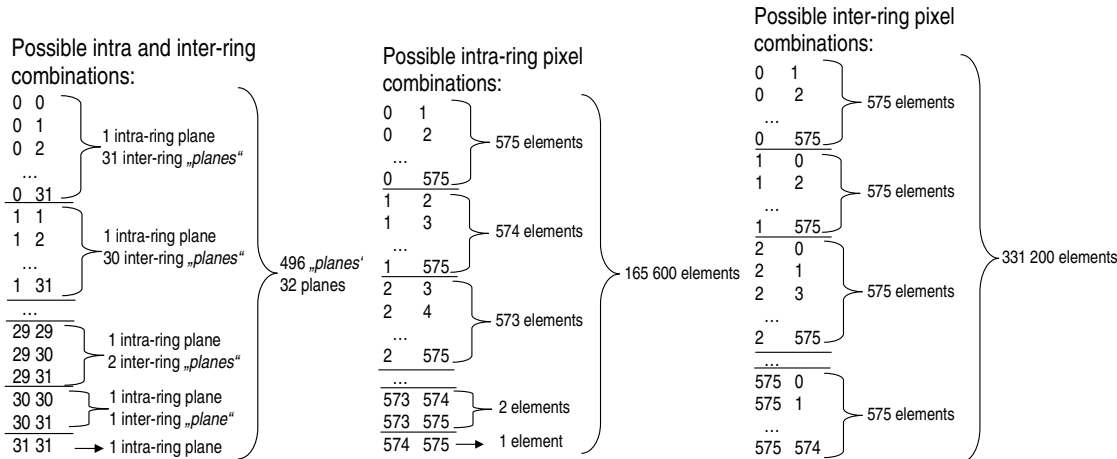 Possible intra and inter-ring
combinations:
0 0
0 1
0 2
...
0 31
1 intra-ring plane
31 inter-ring „planes“
1 1
1 2
...
1 31
1 intra-ring plane
30 inter-ring „planes“
...
29 29
29 30
29 31
1 intra-ring plane
2 inter-ring „planes“
30 30
30 31
1 intra-ring plane
1 inter-ring „plane“
31 31
1 intra-ring plane
496 „planes“
32 planes
Possible intra-ring pixel
combinations:
0 1
0 2
...
0 575
575 elements
1 2
1 3
...
1 575
574 elements
2 3
2 4
...
2 575
573 elements
...
573 574
573 575
2 elements
574 575
1 element
165 600 elements
Possible inter-ring pixel
combinations:
0 1
0 2
...
0 575
575 elements
1 0
1 2
...
1 575
575 elements
2 0
2 1
2 3
...
2 575
575 elements
...
575 0
575 1
...
575 574
575 elements
331 200 elements